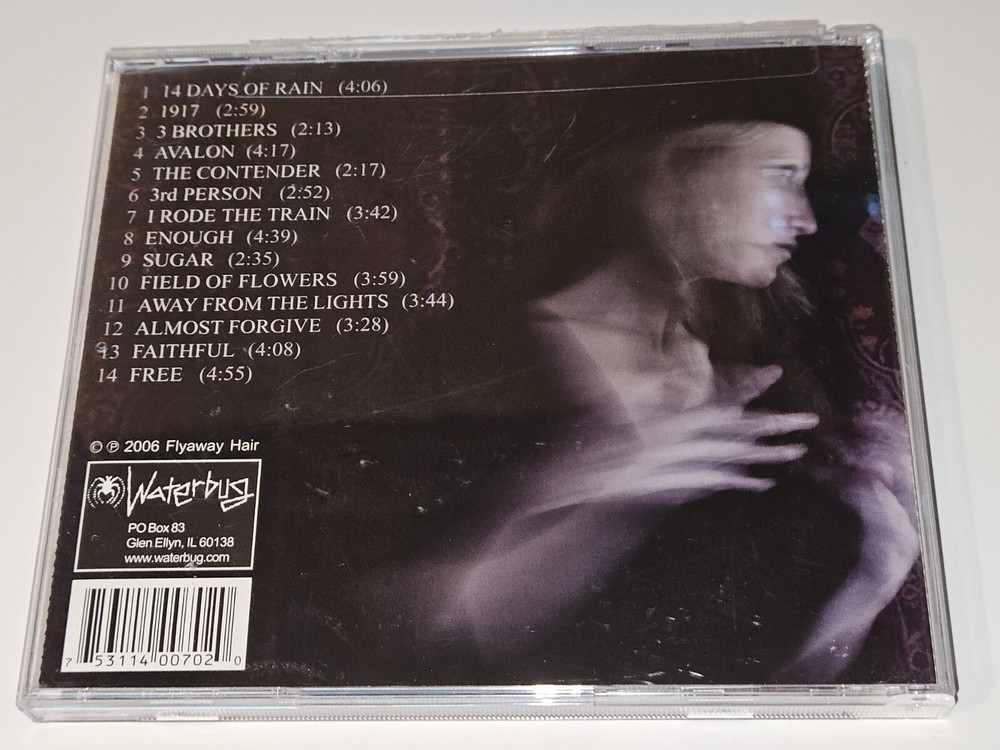 1 14 DAYS OF RAIN (4:06)
2 1917 (2:59)
3 3 BROTHERS (2:13)
4 AVALON (4:17)
5 THE CONTENDER (2:17)
6 3rd PERSON (2:52)
7 I RODE THE TRAIN (3:42)
8 ENOUGH (4:39)
9 SUGAR (2:35)
10 FIELD OF FLOWERS (3:59)
11 AWAY FROM THE LIGHTS (3:44)
12 ALMOST FORGIVE (3:28)
13 FAITHFUL (4:08)
14 FREE (4:55)
© ℗ 2006 Flyaway Hair
Waterbug
PO Box 83
Glen Ellyn, IL 60138
www.waterbug.com
7 53114 00702 0